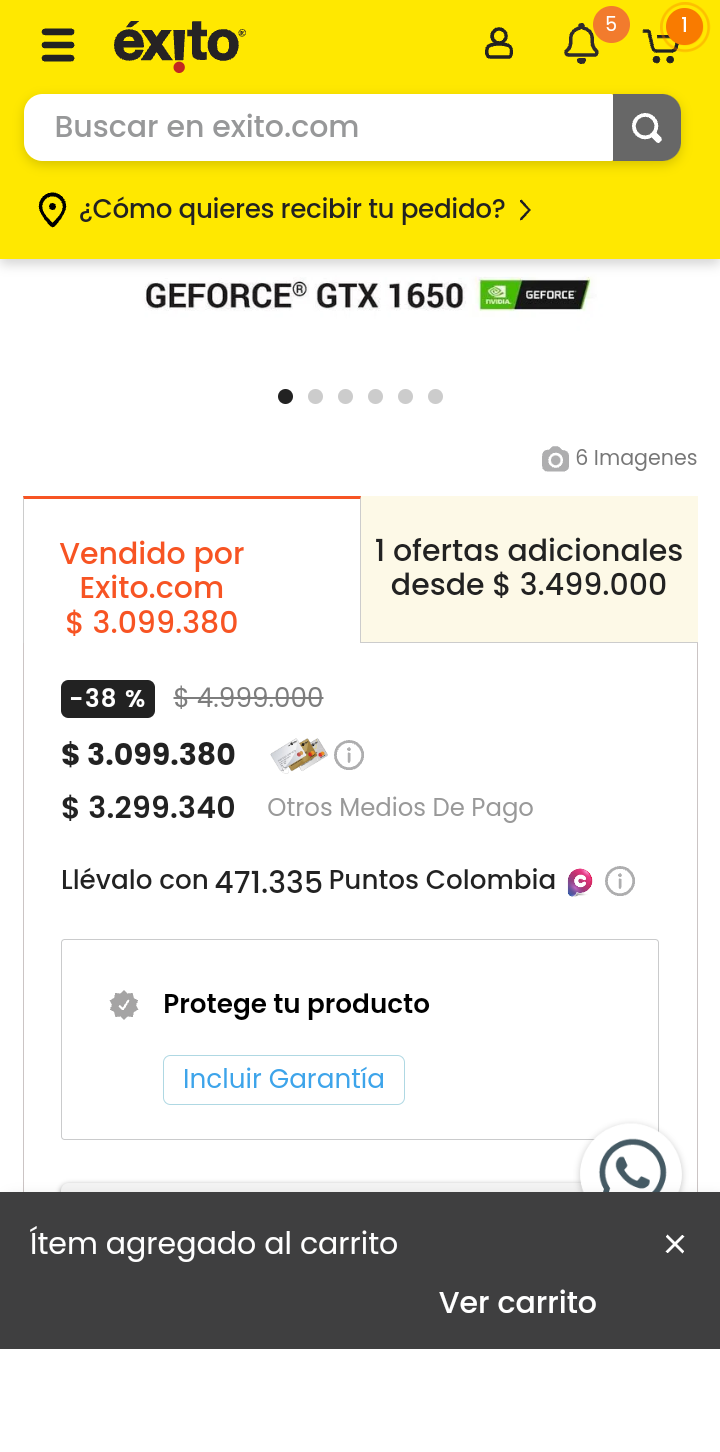 éxito®
5
1
Buscar en exito.com
¿Cómo quieres recibir tu pedido?
GEFORCE® GTX 1650
NVIDIA.
GEFORCE
6 Imagenes
Vendido por
Exito.com
$ 3.099.380
1 ofertas adicionales
desde $ 3.499.000
-38 %
$ 4.999.000
$ 3.099.380
$ 3.299.340 Otros Medios De Pago
Llévalo con 471.335 Puntos Colombia
Protege tu producto
Incluir Garantía
Ítem agregado al carrito
Ver carrito